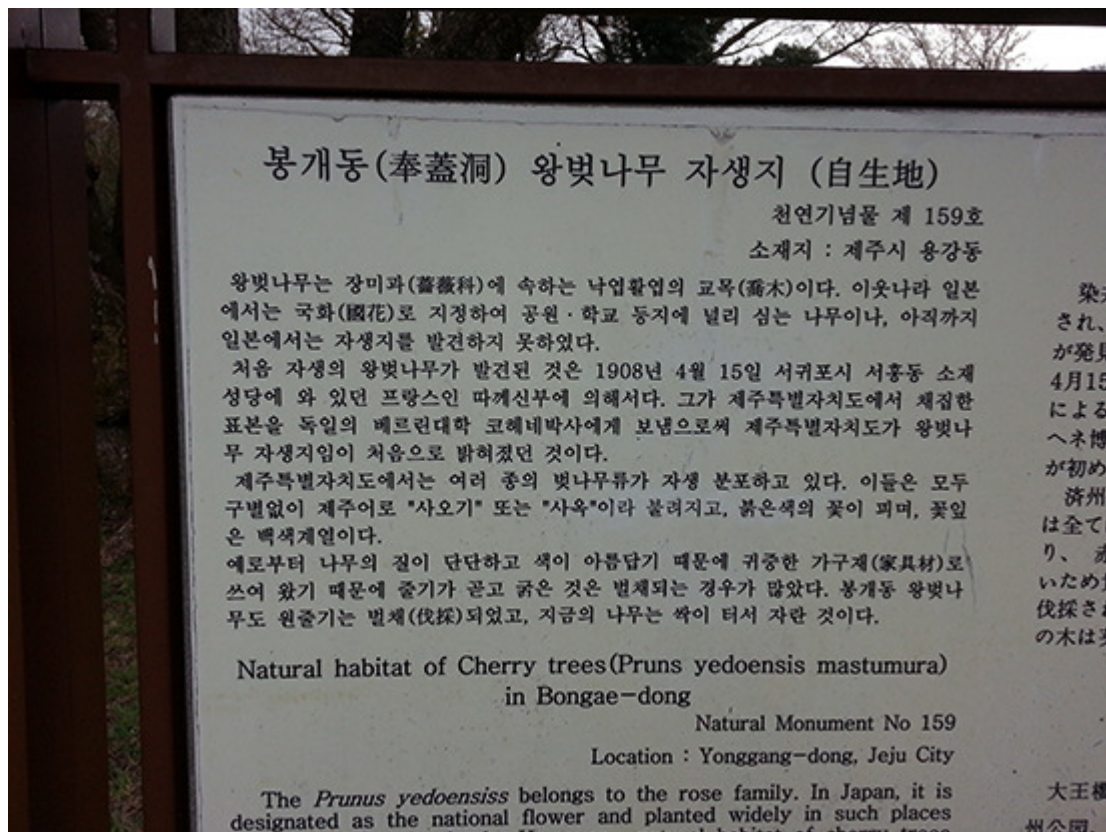 봉개동(奉蓋洞) 왕벚나무 자생지 (自生地)
천연기념물 제 159호
소재지 : 제주시 용강동
왕벚나무는 장미과(薔薇科)에 속하는 낙엽활엽의 교목(喬木)이다. 이웃나라 일본
에서는 국화(國花)로 지정하여 공원 · 학교 등지에 널리 심는 나무이나, 아직까지
일본에서는 자생지를 발견하지 못하였다.
처음 자생의 왕벚나무가 발견된 것은 1908년 4월 15일 서귀포시 서홍동 소재
성당에 와 있던 프랑스인 따께신부에 의해서다. 그가 제주특별자치도에서 채집한
표본을 독일의 베르린대학 코헤네박사에게 보냄으로써 제주특별자치도가 왕벚나
무 자생지임이 처음으로 밝혀졌던 것이다.
제주특별자치도에서는 여러 종의 벚나무류가 자생 분포하고 있다. 이들은 모두
구별없이 제주어로 "사오기" 또는 "사옥"이라 불려지고, 붉은색의 꽃이 피며, 꽃잎
은 백색계열이다.
예로부터 나무의 질이 단단하고 색이 아름답기 때문에 귀중한 가구재(家具材)로
쓰여 왔기 때문에 줄기가 곧고 굵은 것은 벌채되는 경우가 많았다. 봉개동 왕벚나
무도 원줄기는 벌채(伐採)되었고, 지금의 나무는 싹이 터서 자란 것이다.
Natural habitat of Cherry trees(Pruns yedoensis mastumura)
in Bongae-dong
Natural Monument No 159
Location : Yonggang-dong, Jeju City
The Prunus yedoensiss belongs to the rose family. In Japan, it is
designated as the national flower and planted widely in such places
され、
が発見
4月15
による
ヘネ博
が初め
済州
は全て
り、 赤
いため
伐採され
の木は
大王
州公園、